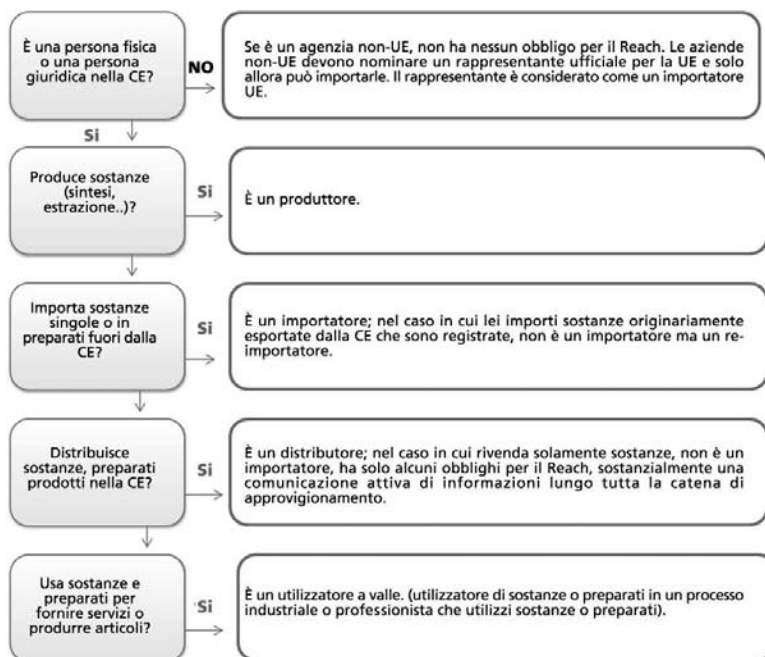 È una persona fisica
o una persona
giuridica nella CE?
NO
Se è un agenzia non-UE, non ha nessun obbligo per il Reach. Le aziende
non-UE devono nominare un rappresentante ufficiale per la UE e solo
allora può importarle. Il rappresentante è considerato come un importatore
UE.
Si
Produce sostanze
(sintesi,
estrazione..)?
Si
È un produttore.
Importa sostanze
singole o in
preparati fuori dalla
CE?
Si
È un importatore; nel caso in cui lei importi sostanze originariamente
esportate dalla CE che sono registrate, non è un importatore ma un re-
importatore.
Distribuisce
sostanze, preparati
prodotti nella CE?
Si
È un distributore; nel caso in cui rivenda solamente sostanze, non è un
importatore, ha solo alcuni obblighi per il Reach, sostanzialmente una
comunicazione attiva di informazioni lungo tutta la catena di
approvigionamento.
Usa sostanze e
preparati per
fornire servizi o
produrre articoli?
Si
È un utilizzatore a valle. (utilizzatore di sostanze o preparati in un processo
industriale o professionista che utilizzi sostanze o preparati).